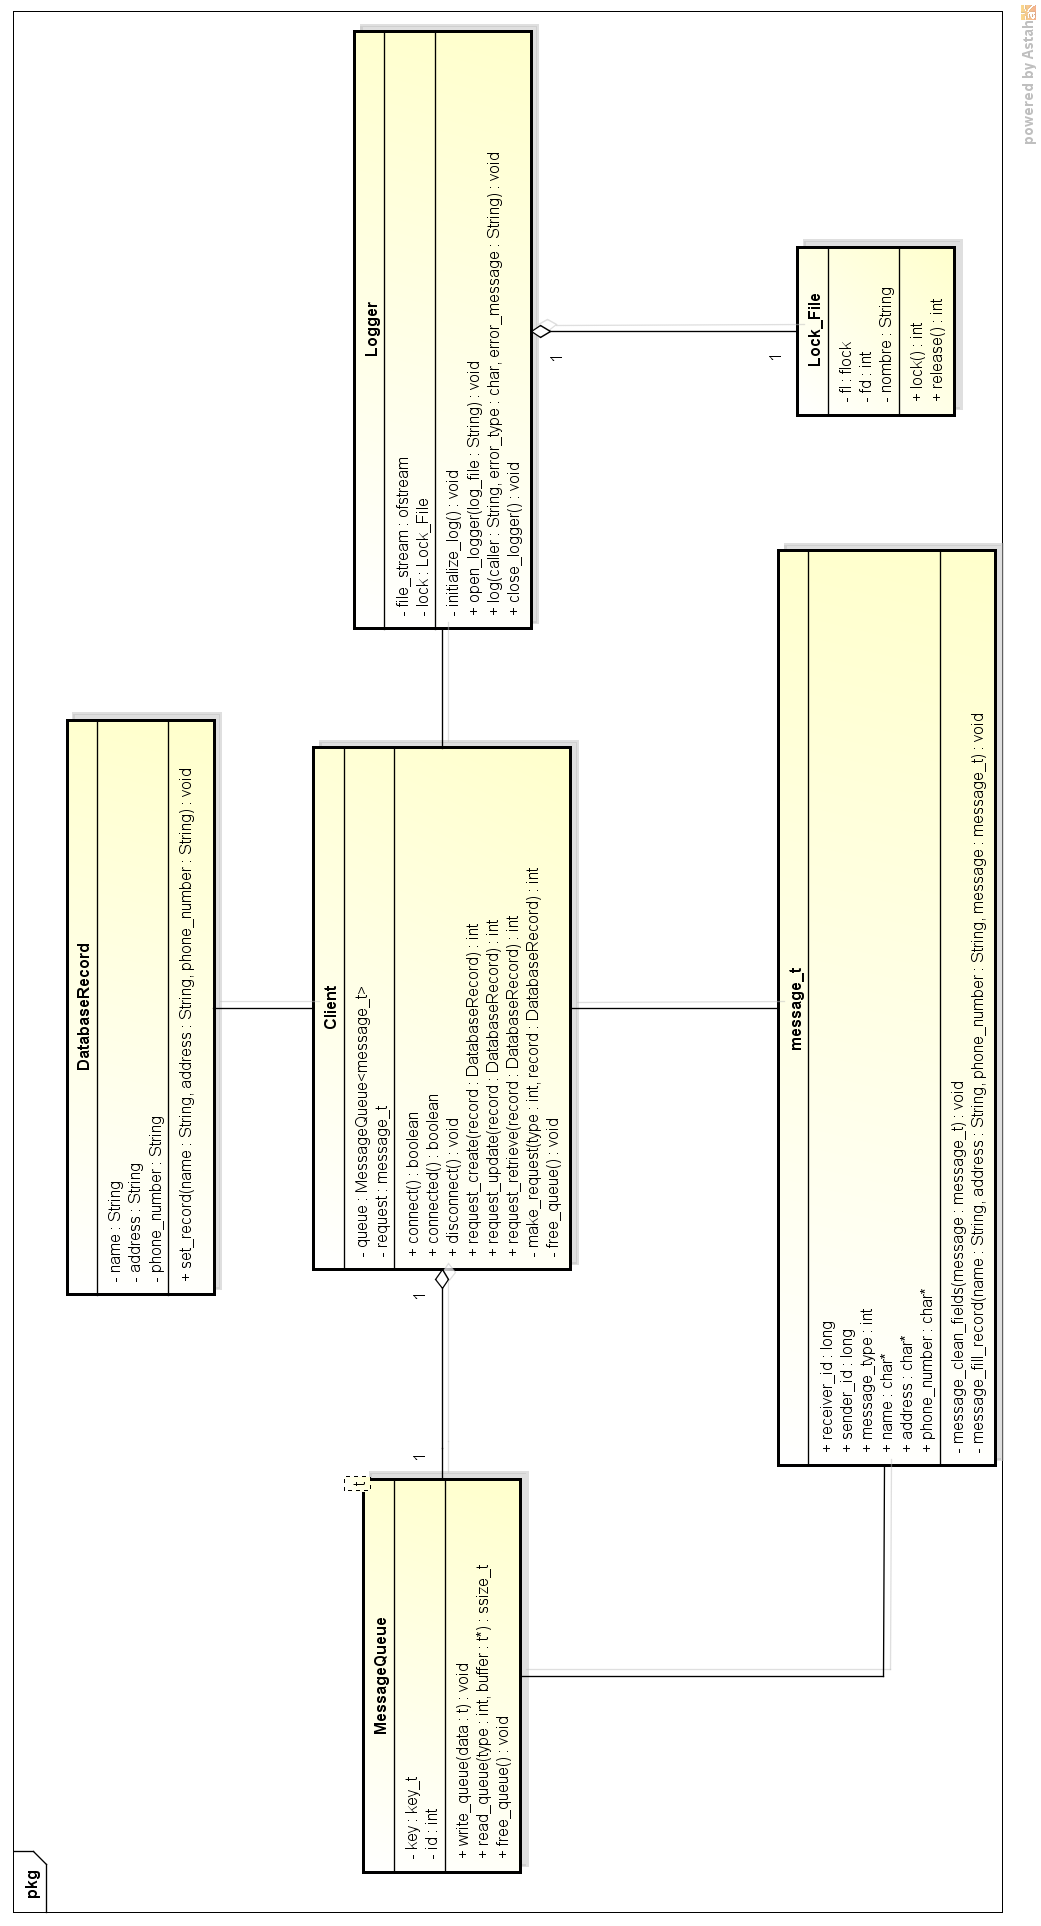 pkg
MessageQueue
t
- key : key_t
- id : int
+ write_queue(data : t) : void
+ read_queue(type : int, buffer : t*) : ssize_t
+ free_queue() : void
1
1
DatabaseRecord
- name : String
- address : String
- phone_number : String
+ set_record(name : String, address : String, phone_number : String) : void
Client
- queue : MessageQueue<message_t>
- request : message_t
+ connect() : boolean
+ connected() : boolean
+ disconnect() : void
+ request_create(record : DatabaseRecord) : int
+ request_update(record : DatabaseRecord) : int
+ request_retrieve(record : DatabaseRecord) : int
- make_request(type : int, record : DatabaseRecord) : int
- free_queue() : void
message_t
+ receiver_id : long
+ sender_id : long
+ message_type : int
+ name : char*
+ address : char*
+ phone_number : char*
- message_clean_fields(message : message_t) : void
- message_fill_record(name : String, address : String, phone_number : String, message : message_t) : void
Logger
- file_stream : ofstream
- lock : Lock_File
- initialize_log() : void
+ open_logger(log_file : String) : void
+ log(caller : String, error_type : char, error_message : String) : void
+ close_logger() : void
1
1
Lock_File
- fl : flock
- fd : int
- nombre : String
+ lock() : int
+ release() : int
powered by Astah